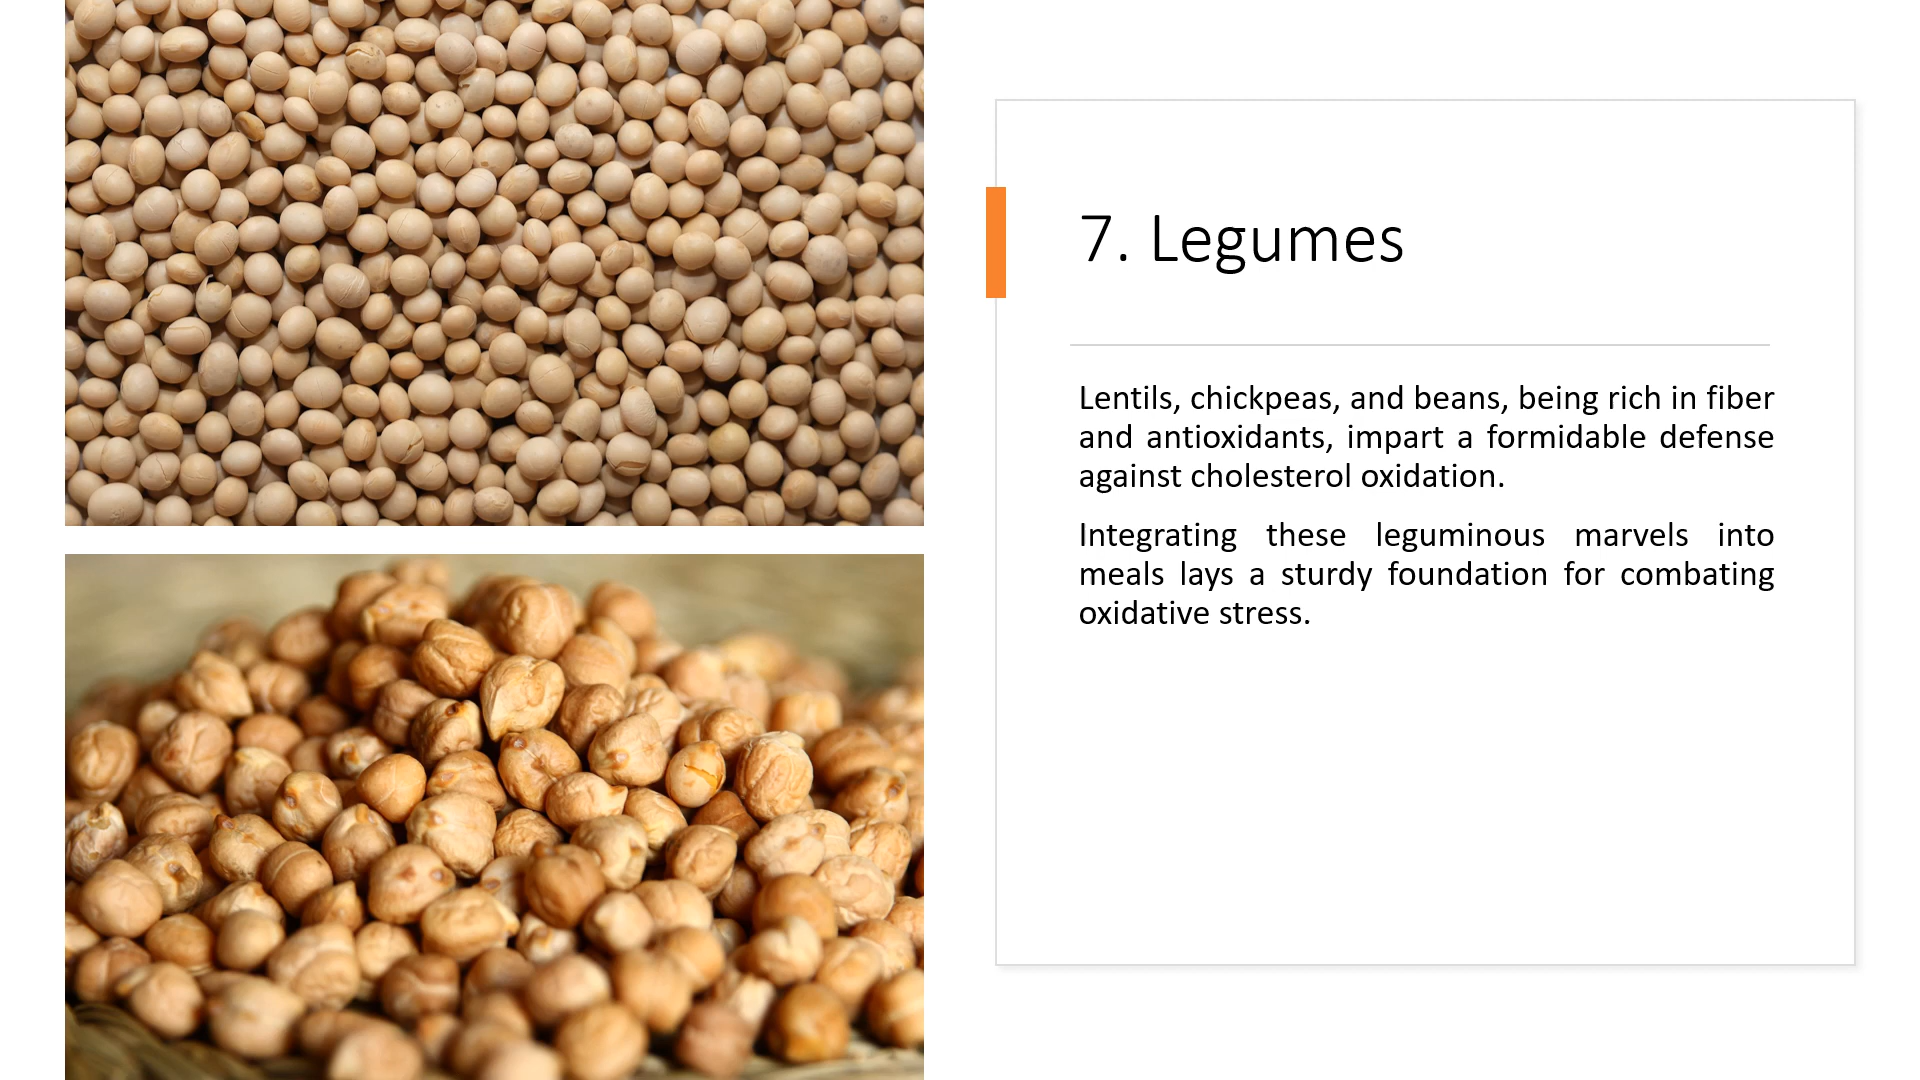 7. Legumes
Lentils, chickpeas, and beans, being rich in fiber
and antioxidants, impart a formidable defense
against cholesterol oxidation.
Integrating these leguminous marvels into
meals lays a sturdy foundation for combating
oxidative stress.